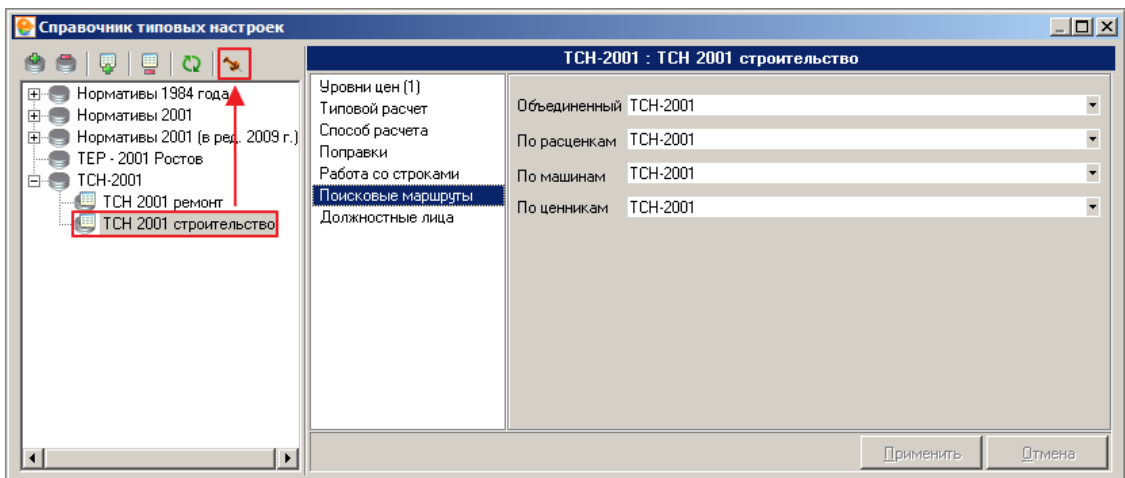 Справочник типовых настроек
ТСН-2001 : ТСН 2001 строительство
Нормативы 1984 года
Нормативы 2001
Нормативы 2001 (в ред. 2009 г.)
ТЕР - 2001 Ростов
ТСН-2001
ТСН 2001 ремонт
ТСН 2001 строительство
Уровни цен (1)
Типовой расчет
Способ расчета
Поправки
Работа со строками
Поисковые маршруты
Должностные лица
Объединенный ТСН-2001
По расценкам ТСН-2001
По машинам ТСН-2001
По ценникам ТСН-2001
Применить Отмена